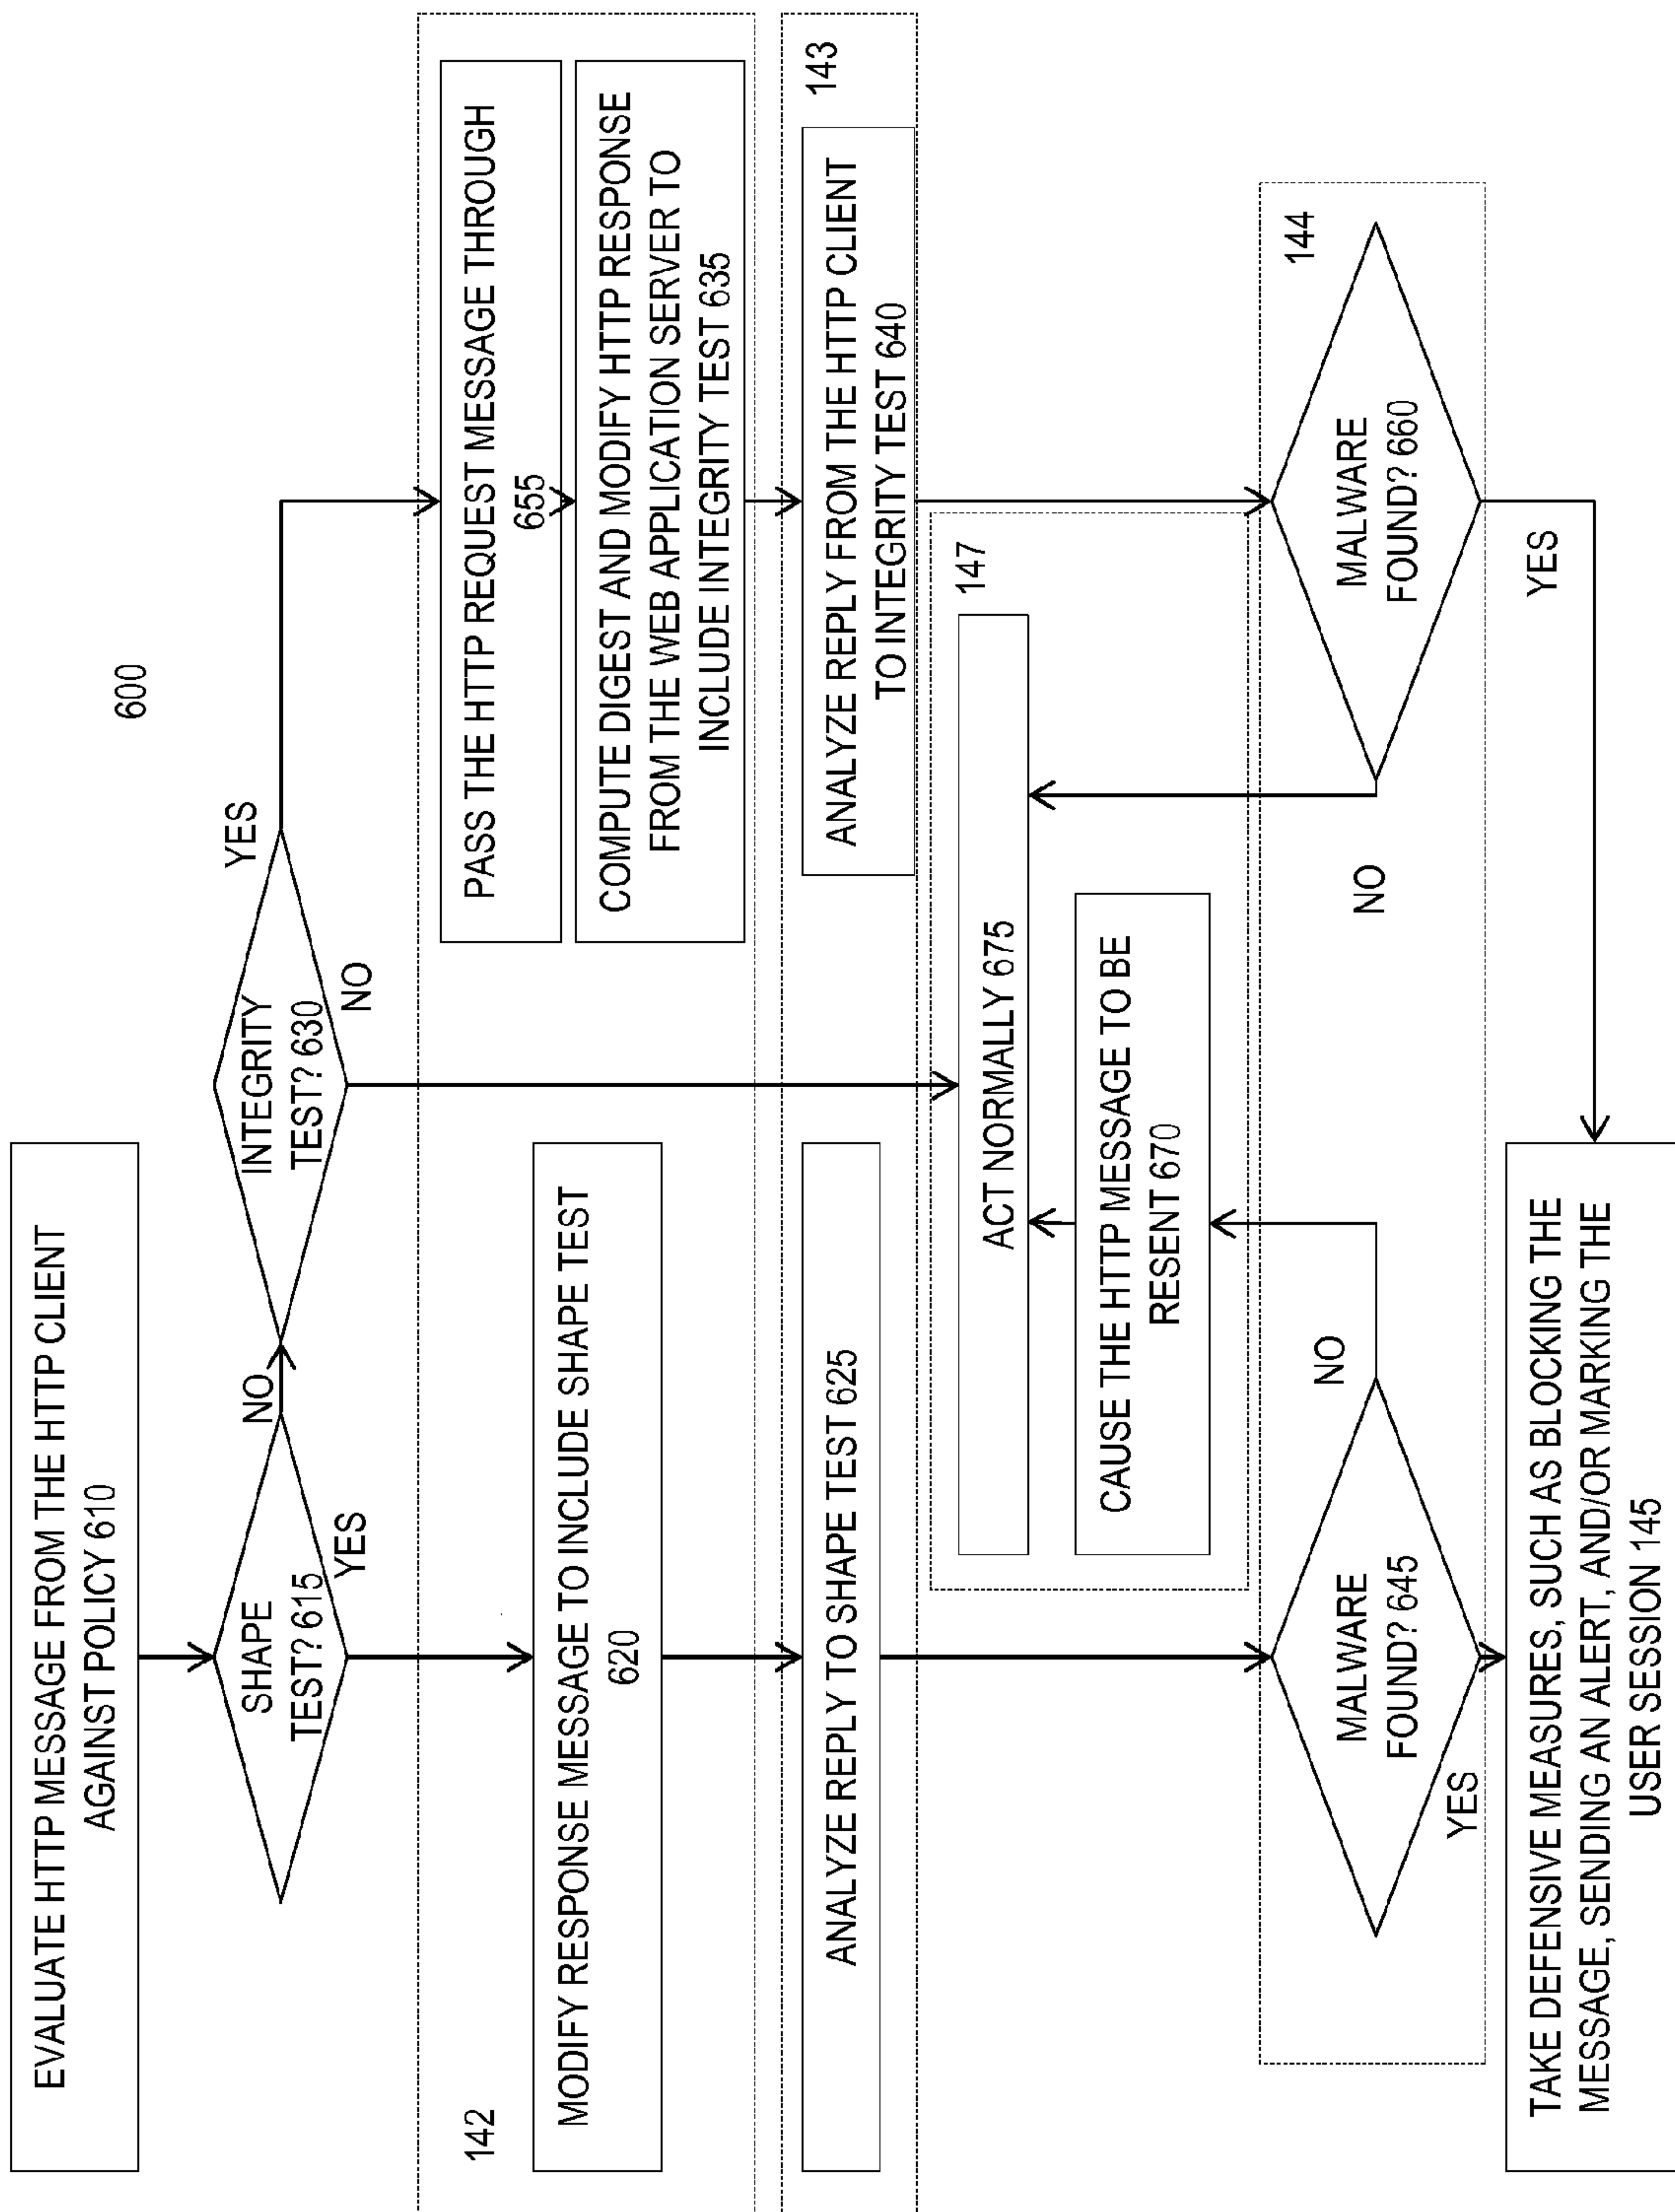 600
EVALUATE HTTP MESSAGE FROM THE HTTP CLIENT
AGAINST POLICY 610
SHAPE
TEST? 615
NO
YES
INTEGRITY
TEST? 630
YES
NO
142
MODIFY RESPONSE MESSAGE TO INCLUDE SHAPE TEST
620
PASS THE HTTP REQUEST MESSAGE THROUGH
655
COMPUTE DIGEST AND MODIFY HTTP RESPONSE
FROM THE WEB APPLICATION SERVER TO
INCLUDE INTEGRITY TEST 635
143
ANALYZE REPLY TO SHAPE TEST 625
ANALYZE REPLY FROM THE HTTP CLIENT
TO INTEGRITY TEST 640
147
ACT NORMALLY 675
CAUSE THE HTTP MESSAGE TO BE
RESENT 670
144
MALWARE
FOUND? 645
NO
YES
MALWARE
FOUND? 660
NO
YES
TAKE DEFENSIVE MEASURES, SUCH AS BLOCKING THE
MESSAGE, SENDING AN ALERT, AND/OR MARKING THE
USER SESSION 145